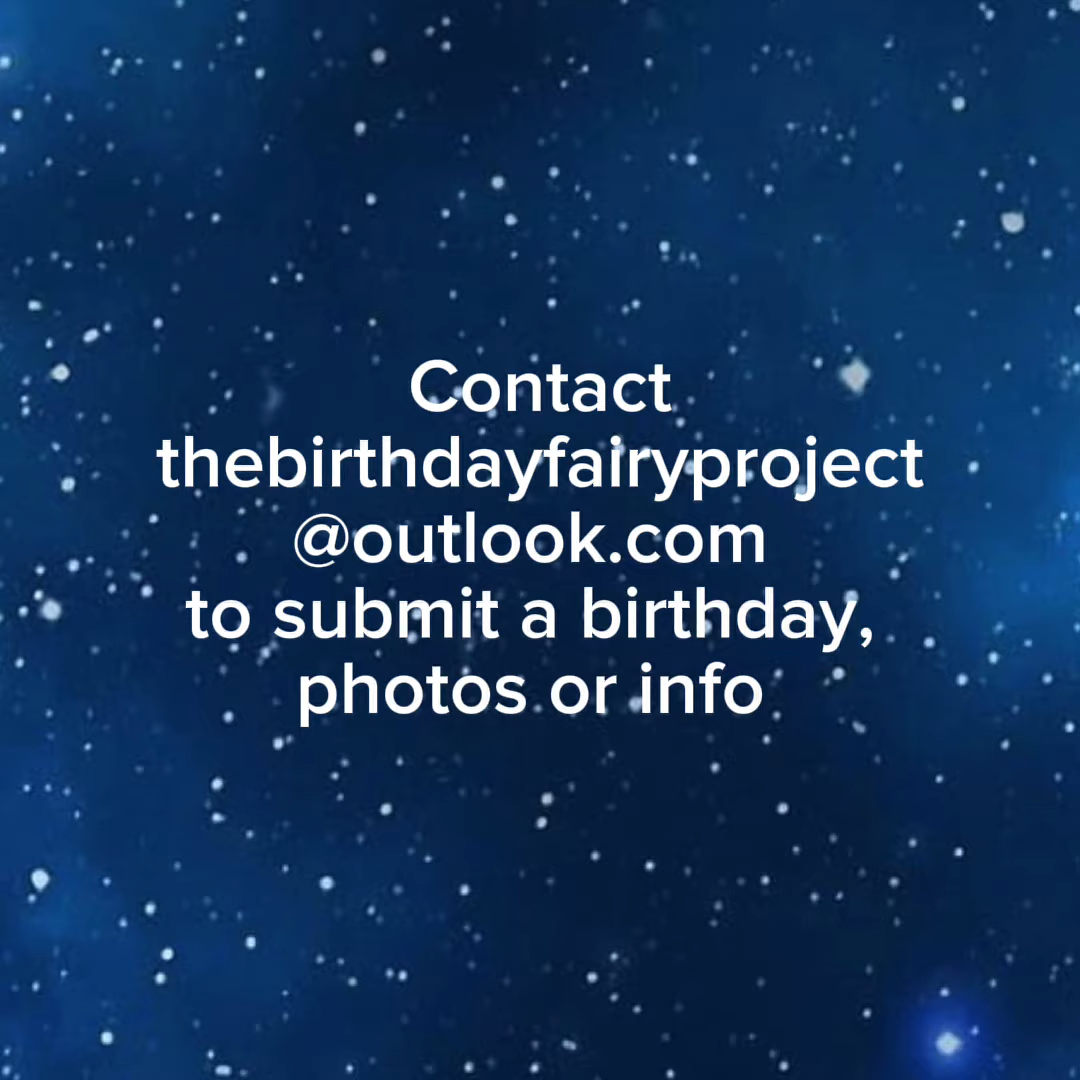 Contact
thebirthdayfairyproject
@outlook.com
to submit a birthday,
photos or info